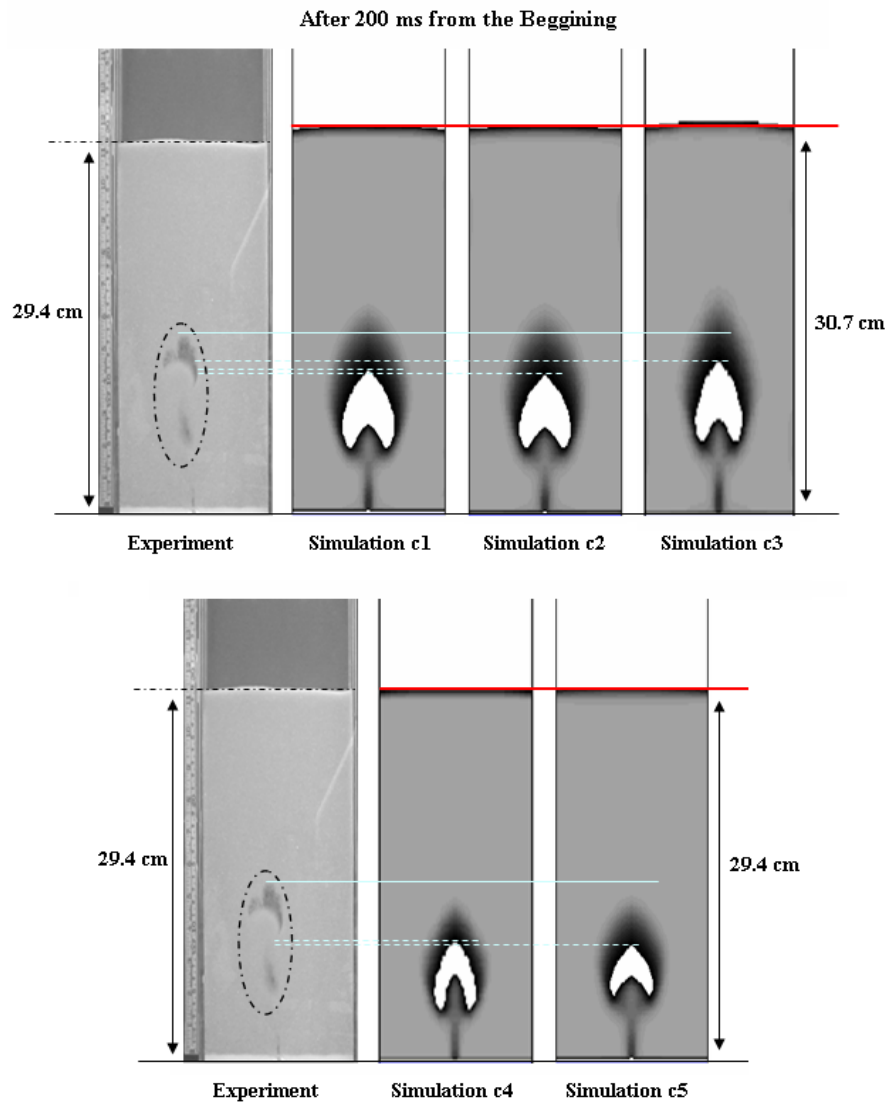 After 200 ms from the Beggining
29.4 cm
30.7 cm
Experiment Simulation c1 Simulation c2 Simulation c3
29.4 cm
29.4 cm
Experiment Simulation c4 Simulation c5